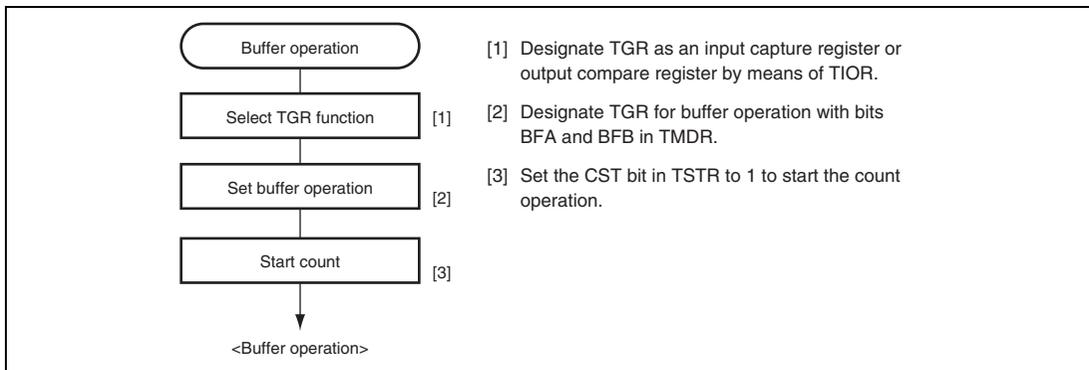 Buffer operation
Select TGR function
[1]
Set buffer operation
[2]
Start count
[3]
<Buffer operation>
[1] Designate TGR as an input capture register or
output compare register by means of TIOR.
[2] Designate TGR for buffer operation with bits
BFA and BFB in TMDR.
[3] Set the CST bit in TSTR to 1 to start the count
operation.